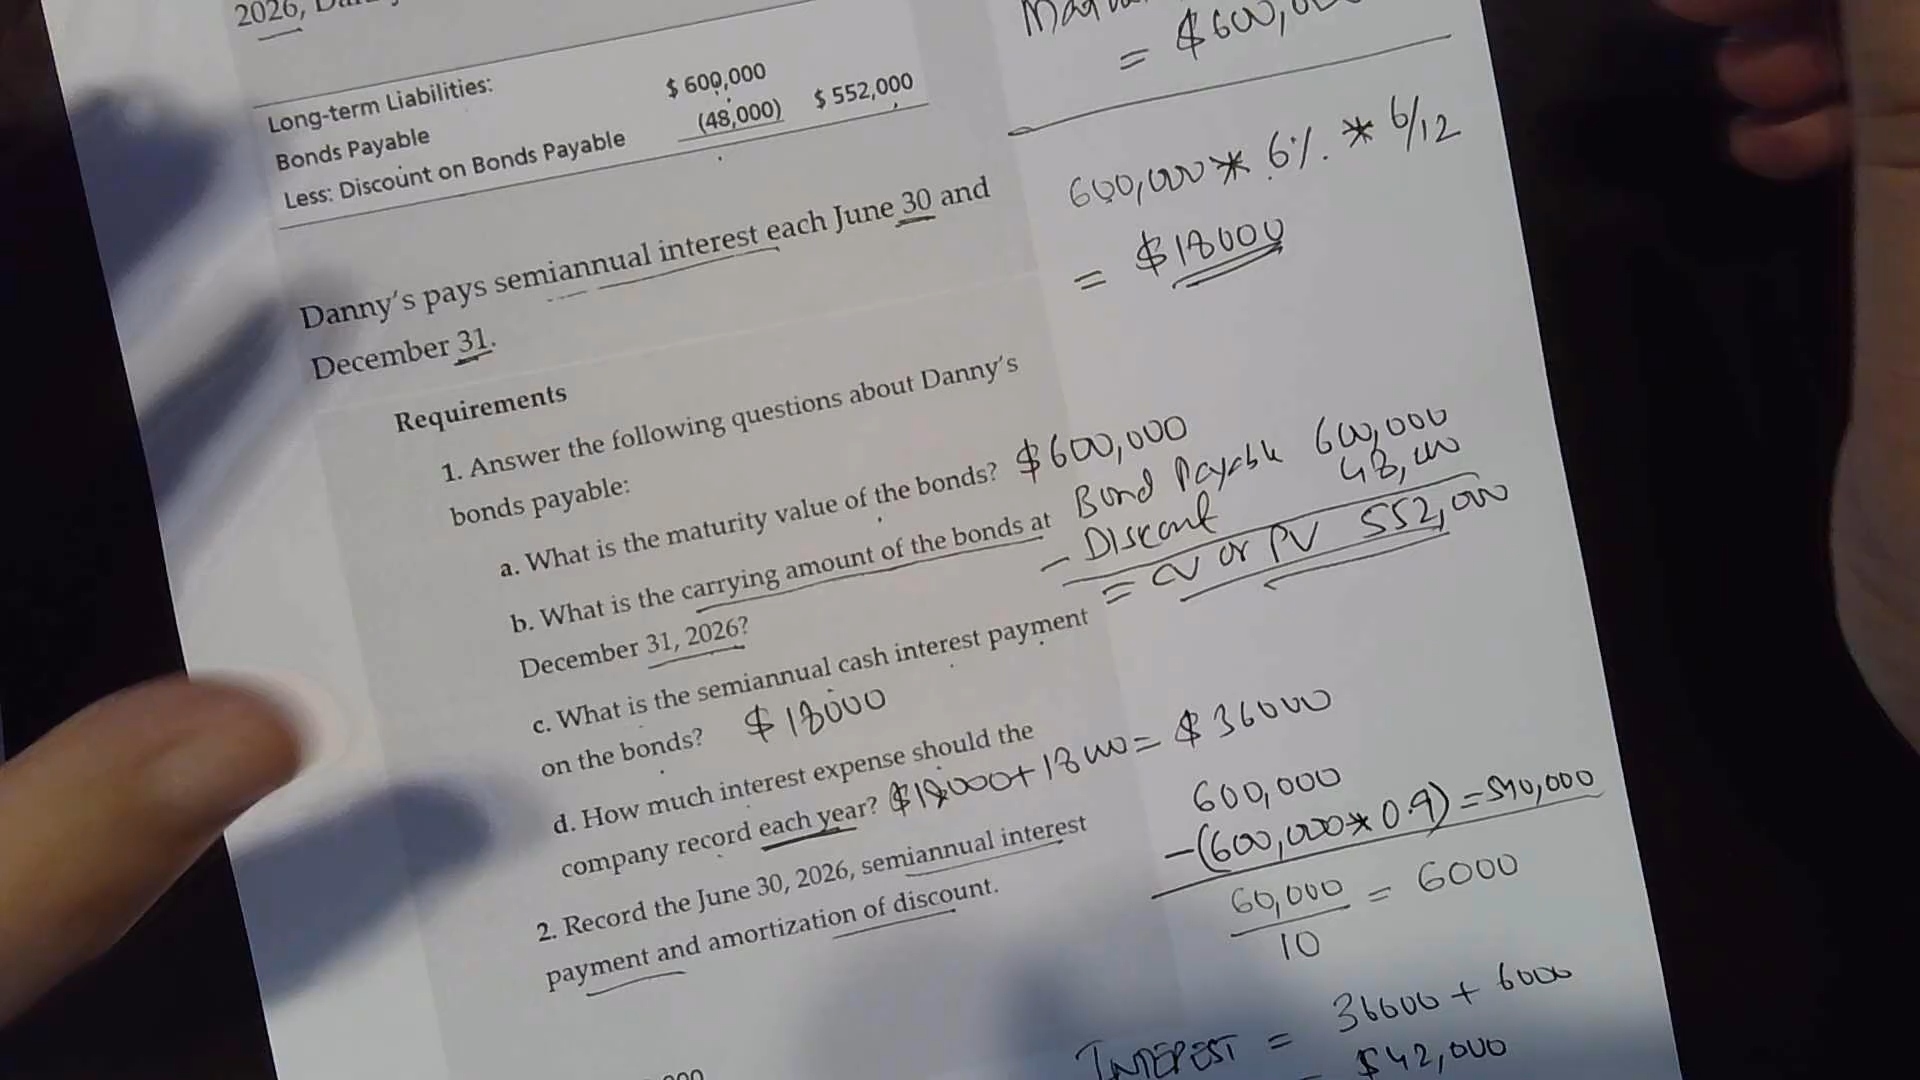 2026,
Long-term Liabilities:
Bonds Payable $ 600,000
Less: Discount on Bonds Payable (48,000) $ 552,000
Danny's pays semiannual interest each June 30 and
December 31.
Requirements
1. Answer the following questions about Danny's
bonds payable:
a. What is the maturity value of the bonds? $600,000
b. What is the carrying amount of the bonds at
December 31, 2026?
c. What is the semiannual cash interest payment
on the bonds? $18000
d. How much interest expense should the
company record each year? $18000+18000= $36000
2. Record the June 30, 2026, semiannual interest
payment and amortization of discount.
= $600,000
600,000 * 6% * 6/12
= $18000
Bond Payable 600,000
- Discount 48,000
= CV or PV 552,000
600,000
-(600,000*0.9) =540,000
60,000
10
= 6000
INTEREST = 36000 + 6000
$42,000